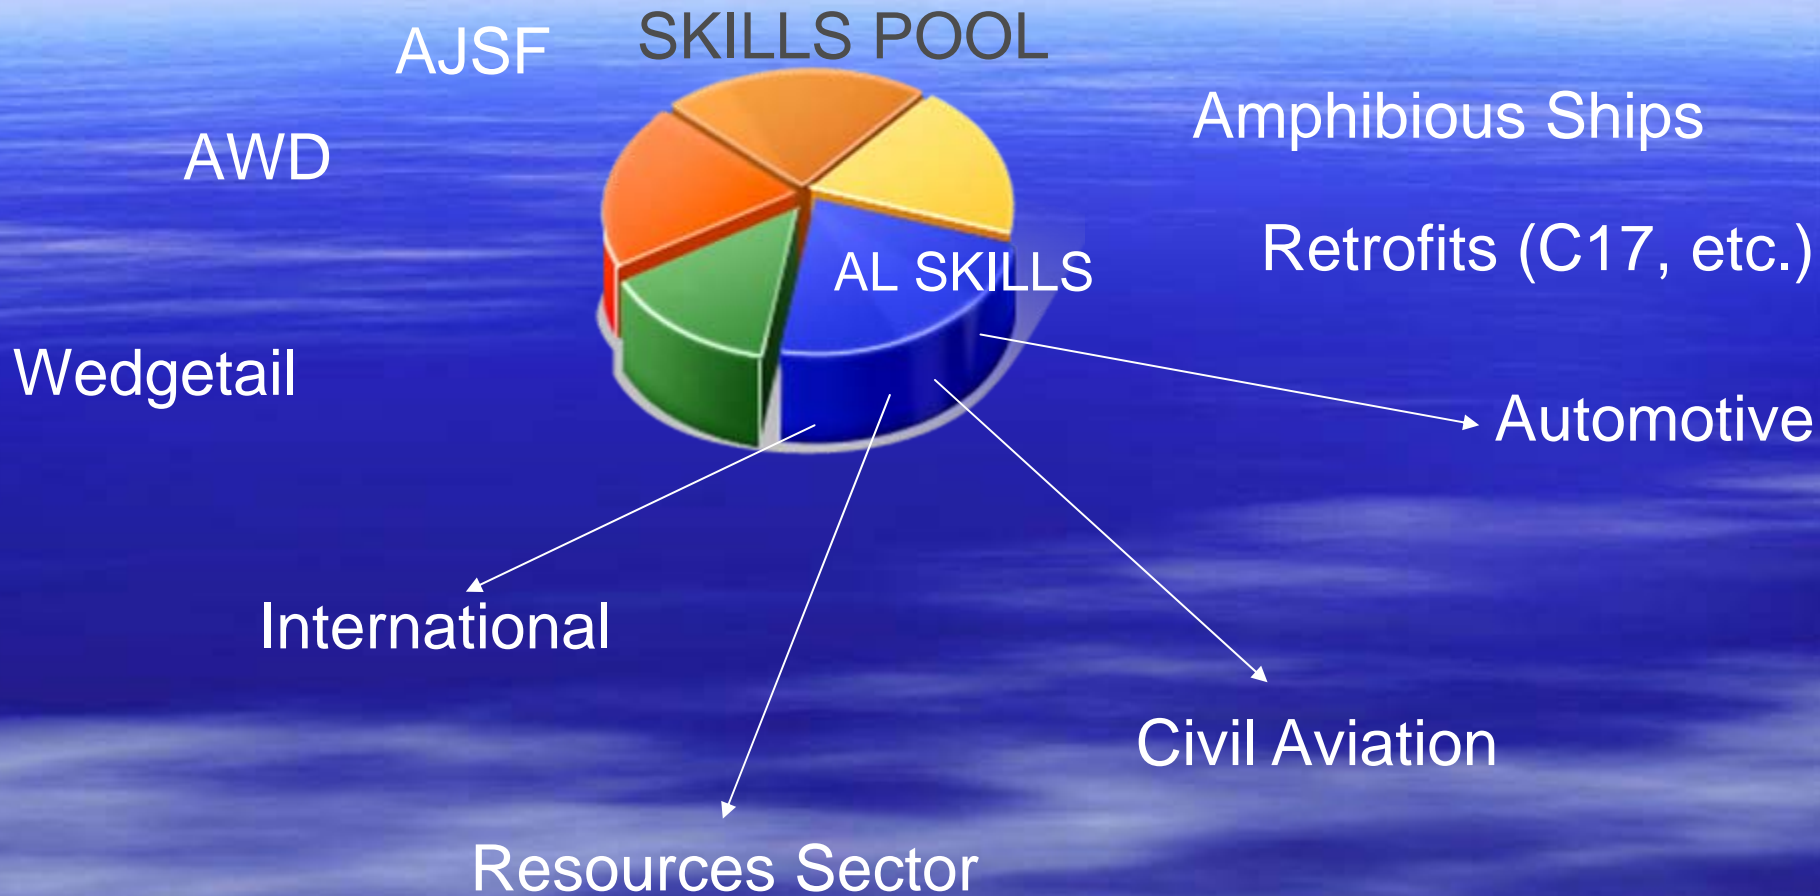 SKILLS POOL
AJSF
Amphibious Ships
AWD
Retrofits (C17, etc.)
AL SKILLS
Wedgetail
Automotive
International
Civil Aviation
Resources Sector